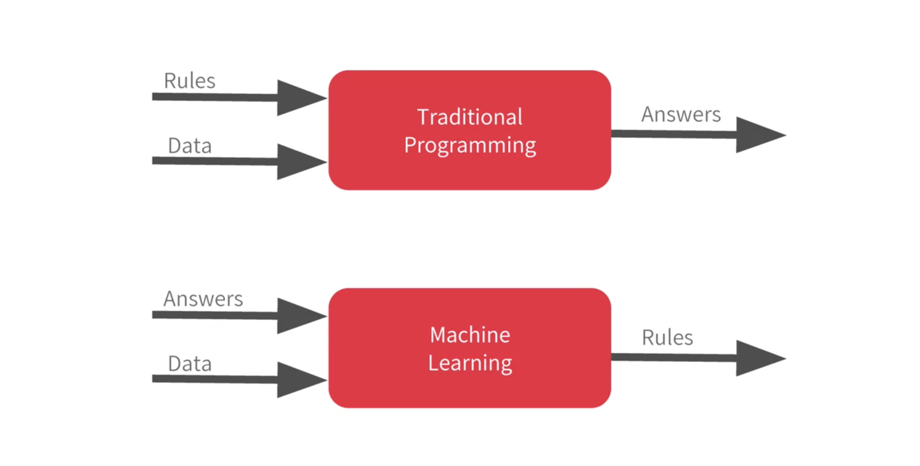 Rules
Data
Traditional
Programming
Answers
Answers
Data
Machine
Learning
Rules